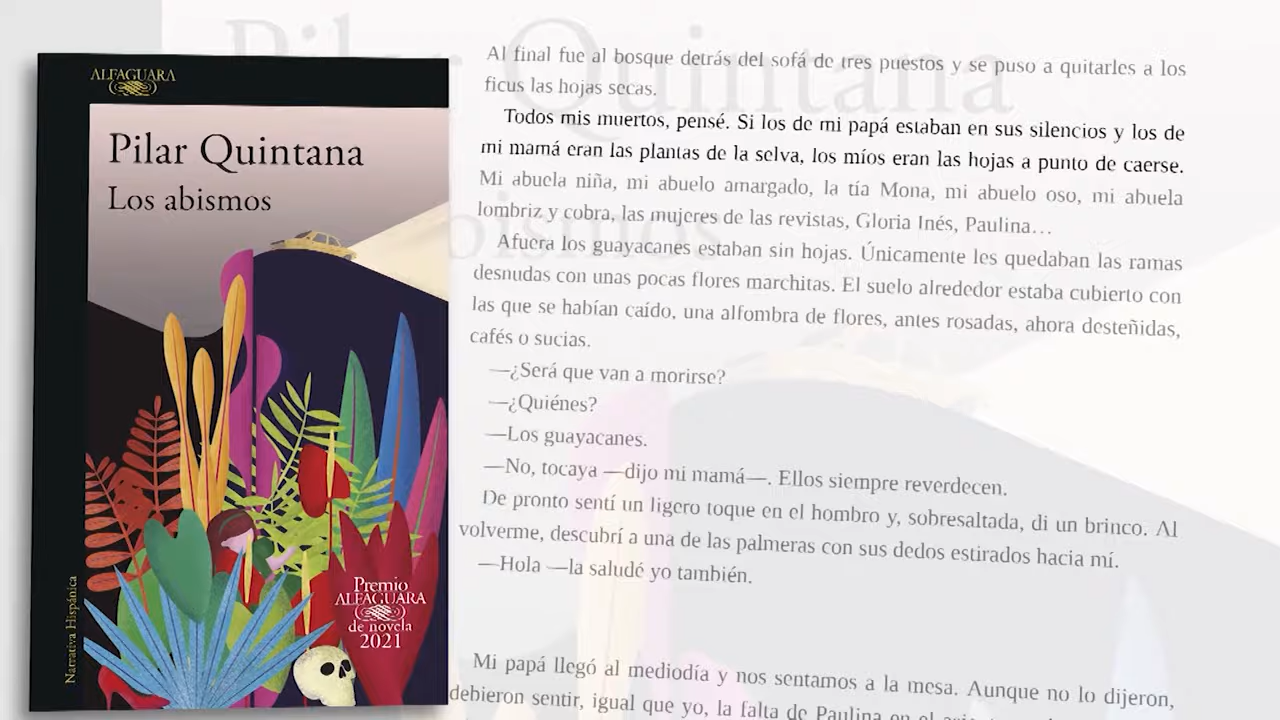 ALFAGUARA
Pilar Quintana
Los abismos
Narrativa Hispánica
Premio
ALFAGUARA
de novela
2021
Pilar Quintana
abismos
Al final fue al bosque detrás del sofá de tres puestos y se puso a quitarles a los
ficus las hojas secas.
Todos mis muertos, pensé. Si los de mi papá estaban en sus silencios y los de
mi mamá eran las plantas de la selva, los míos eran las hojas a punto de caerse.
Mi abuela niña, mi abuelo amargado, la tía Mona, mi abuelo oso, mi abuela
lombriz y cobra, las mujeres de las revistas, Gloria Inés, Paulina…
Afuera los guayacanes estaban sin hojas. Únicamente les quedaban las ramas
desnudas con unas pocas flores marchitas. El suelo alrededor estaba cubierto con
las que se habían caído, una alfombra de flores, antes rosadas, ahora desteñidas,
cafés o sucias.
—¿Será que van a morirse?
—¿Quiénes?
—Los guayacanes.
—No, tocaya —dijo mi mamá—. Ellos siempre reverdecen.
De pronto sentí un ligero toque en el hombro y, sobresaltada, di un brinco. Al
volverme, descubrí a una de las palmeras con sus dedos estirados hacia mí.
—Hola —la saludé yo también.
Mi papá llegó al mediodía y nos sentamos a la mesa. Aunque no lo dijeron,
debieron sentir, igual que yo, la falta de Paulina en el